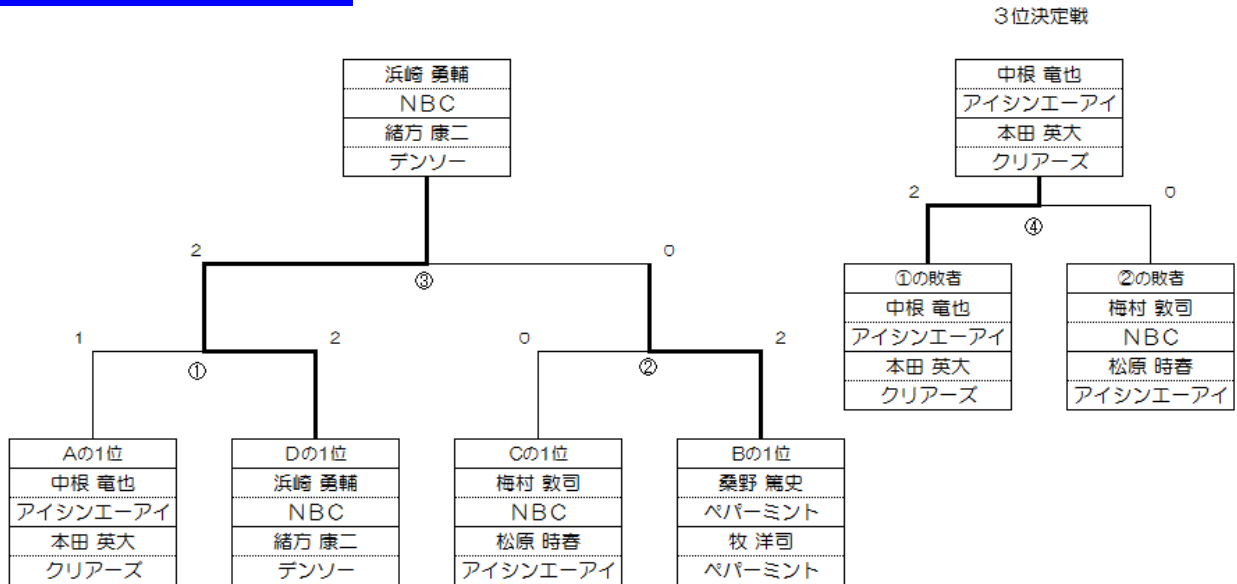 ３位決定戦
浜崎 勇輔
ＮＢＣ
緒方 康二
デンソー
中根 竜也
アイシンエーアイ
本田 英大
クリアーズ
2
0
④
2
0
③
①の敗者
中根 竜也
アイシンエーアイ
本田 英大
クリアーズ
②の敗者
梅村 敦司
ＮＢＣ
松原 時春
アイシンエーアイ
1
2
①
0
2
②
Aの1位
中根 竜也
アイシンエーアイ
本田 英大
クリアーズ
Dの1位
浜崎 勇輔
ＮＢＣ
緒方 康二
デンソー
Cの1位
梅村 敦司
ＮＢＣ
松原 時春
アイシンエーアイ
Bの1位
桑野 篤史
ペパーミント
牧 洋司
ペパーミント